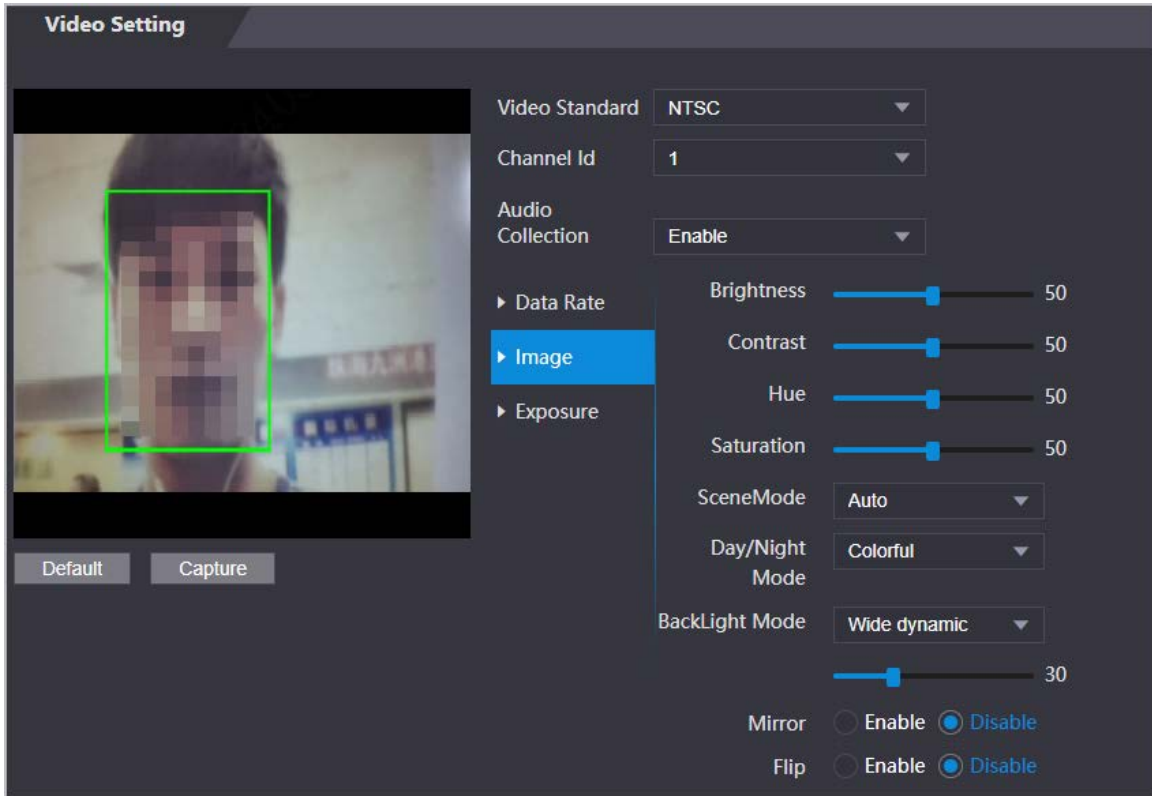 Video Setting
Video Standard NTSC
Channel Id 1
Audio
Collection Enable
Data Rate
Image
Exposure
Brightness 50
Contrast 50
Hue 50
Saturation 50
SceneMode Auto
Day/Night
Mode Colorful
BackLight Mode Wide dynamic
30
Mirror Enable Disable
Flip Enable Disable
Default Capture